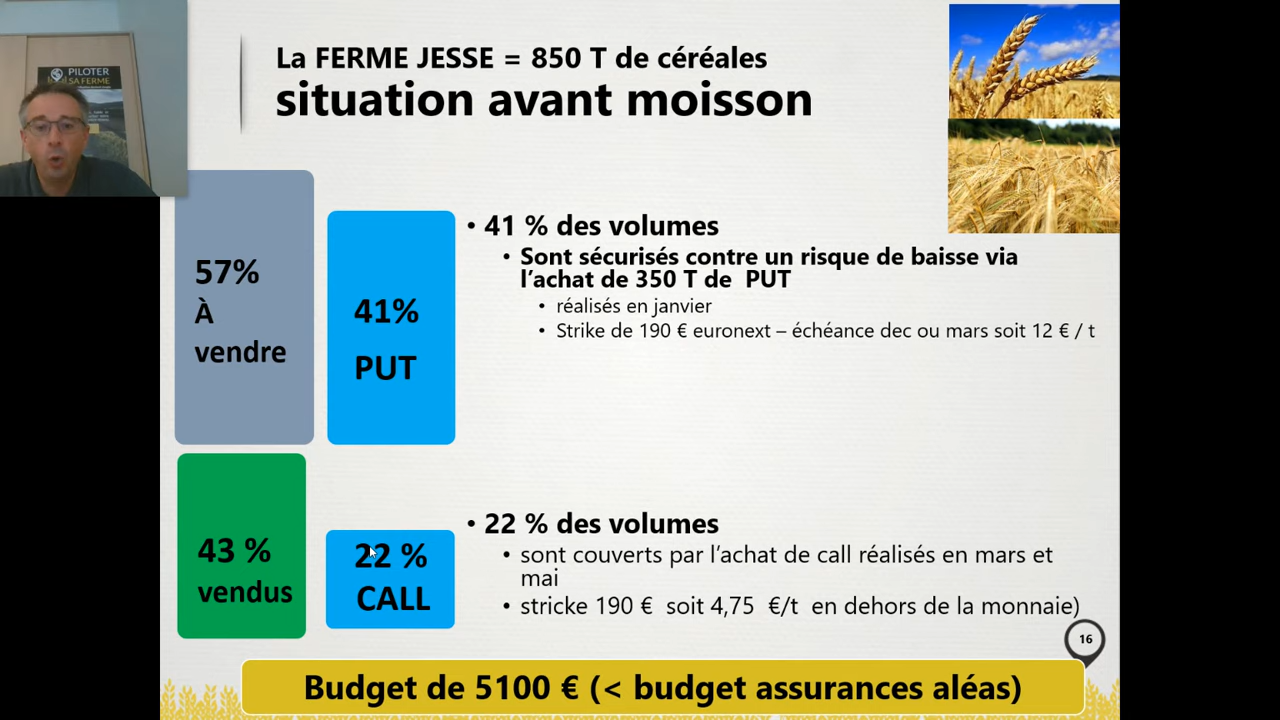 PILOTER
SA FERME
La FERME JESSE = 850 T de céréales
situation avant moisson
57%
À
vendre
41%
PUT
• 41 % des volumes
• Sont sécurisés contre un risque de baisse via
l’achat de 350 T de PUT
• réalisés en janvier
• Strike de 190 € euronext – échéance dec ou mars soit 12 € / t
43 %
vendus
22 %
CALL
• 22 % des volumes
• sont couverts par l’achat de call réalisés en mars et
mai
• stricke 190 € soit 4,75 €/t en dehors de la monnaie)
16
Budget de 5100 € (< budget assurances aléas)